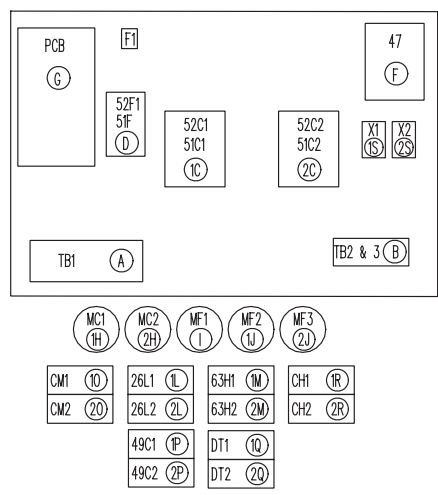 PCB
G
F1
47
F
52F1
51F
D
52C1
51C1
1C
52C2
51C2
2C
X1
1S
X2
2S
TB1
A
TB2 & 3
B
MC1
1H
MC2
2H
MF1
I
MF2
1J
MF3
2J
CM1
10
26L1
1L
63H1
1M
CH1
1R
CM2
20
26L2
2L
63H2
2M
CH2
2R
49C1
1P
DT1
1Q
49C2
2P
DT2
2Q